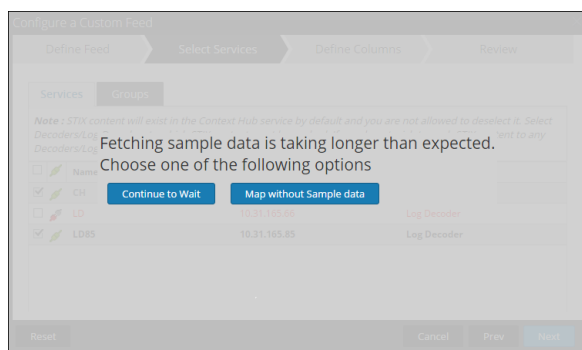 Configure a Custom Feed
Define Feed Select Services Define Columns Review
Services Groups
Note : STIX content will exist in the Context Hub service by default and you are not allowed to deselect it. Select
Decoders/Log
Fetching sample data is taking longer than expected.
ent to any
Decoders/Log
Choose one of the following options
Name
CH
Continue to Wait Map without Sample data
LD 10.31.165.66 Log Decoder
LD85 10.31.165.85 Log Decoder
Reset Cancel Prev Next